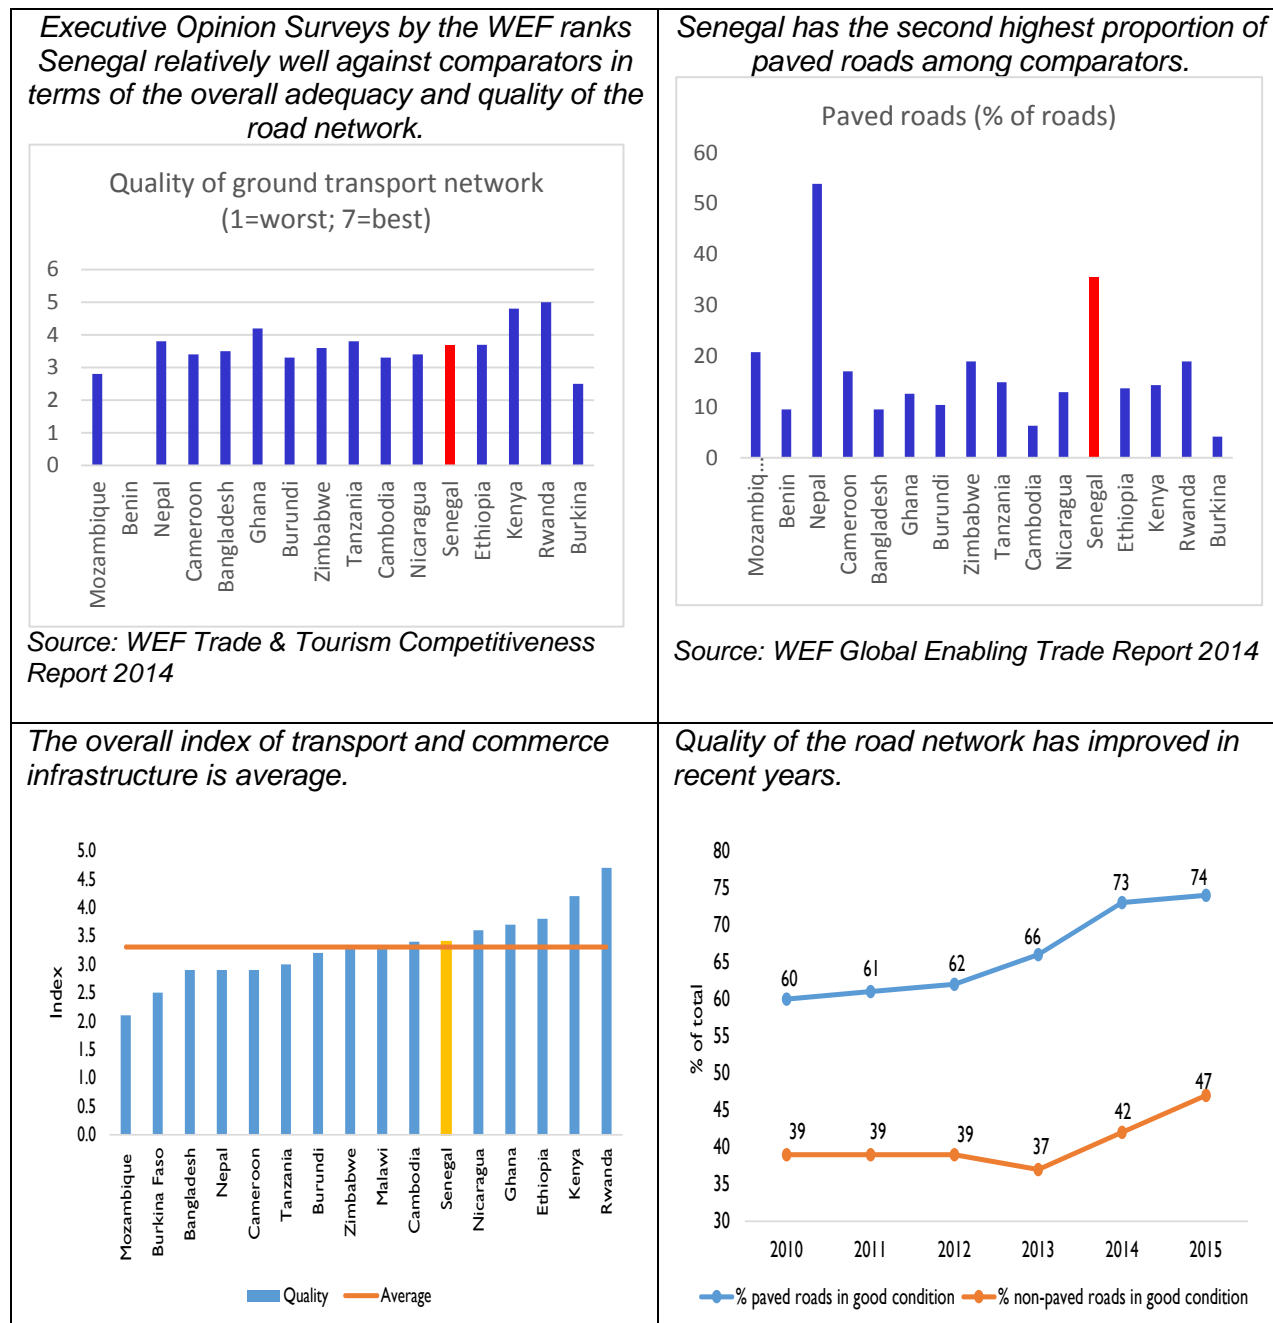 Executive Opinion Surveys by the WEF ranks
Senegal relatively well against comparators in
terms of the overall adequacy and quality of the
road network.
Quality of ground transport network
(1=worst; 7=best)
6
5
4
3
2
1
0
Mozambique
Benin
Nepal
Cameroon
Bangladesh
Ghana
Burundi
Zimbabwe
Tanzania
Cambodia
Nicaragua
Senegal
Ethiopia
Kenya
Rwanda
Burkina
Source: WEF Trade & Tourism Competitiveness
Report 2014
Senegal has the second highest proportion of
paved roads among comparators.
Paved roads (% of roads)
60
50
40
30
20
10
0
Mozambiq...
Benin
Nepal
Cameroon
Bangladesh
Ghana
Burundi
Zimbabwe
Tanzania
Cambodia
Nicaragua
Senegal
Ethiopia
Kenya
Rwanda
Burkina
Source: WEF Global Enabling Trade Report 2014
The overall index of transport and commerce
infrastructure is average.
Index
5.0
4.5
4.0
3.5
3.0
2.5
2.0
1.5
1.0
0.5
0.0
Mozambique
Burkina Faso
Bangladesh
Nepal
Cameroon
Tanzania
Burundi
Zimbabwe
Malawi
Cambodia
Senegal
Nicaragua
Ghana
Ethiopia
Kenya
Rwanda
Quality
Average
Quality of the road network has improved in
recent years.
% of total
80
75
70
65
60
55
50
45
40
35
30
60
61
62
66
73
74
39
39
39
37
42
47
2010
2011
2012
2013
2014
2015
% paved roads in good condition
% non-paved roads in good condition